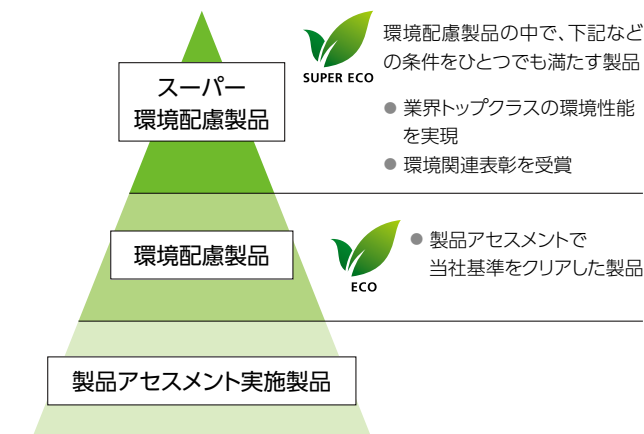 スーパー
環境配慮製品
SUPER ECO
環境配慮製品の中で、下記など
の条件をひとつでも満たす製品
● 業界トップクラスの環境性能
を実現
● 環境関連表彰を受賞
環境配慮製品
ECO
● 製品アセスメントで
当社基準をクリアした製品
製品アセスメント実施製品